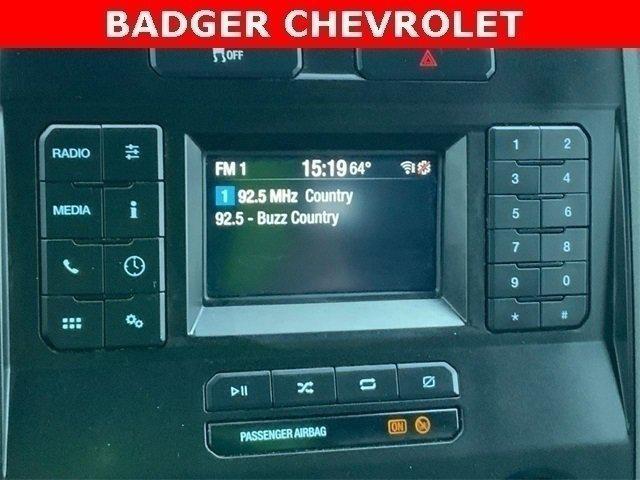 BADGER CHEVROLET
OFF
RADIO
MEDIA
FM 1 15:19 64°
1 92.5 MHz Country
92.5 - Buzz Country
1 2
3 4
5 6
7 8
9 0
* #
PASSENGER AIRBAG ON